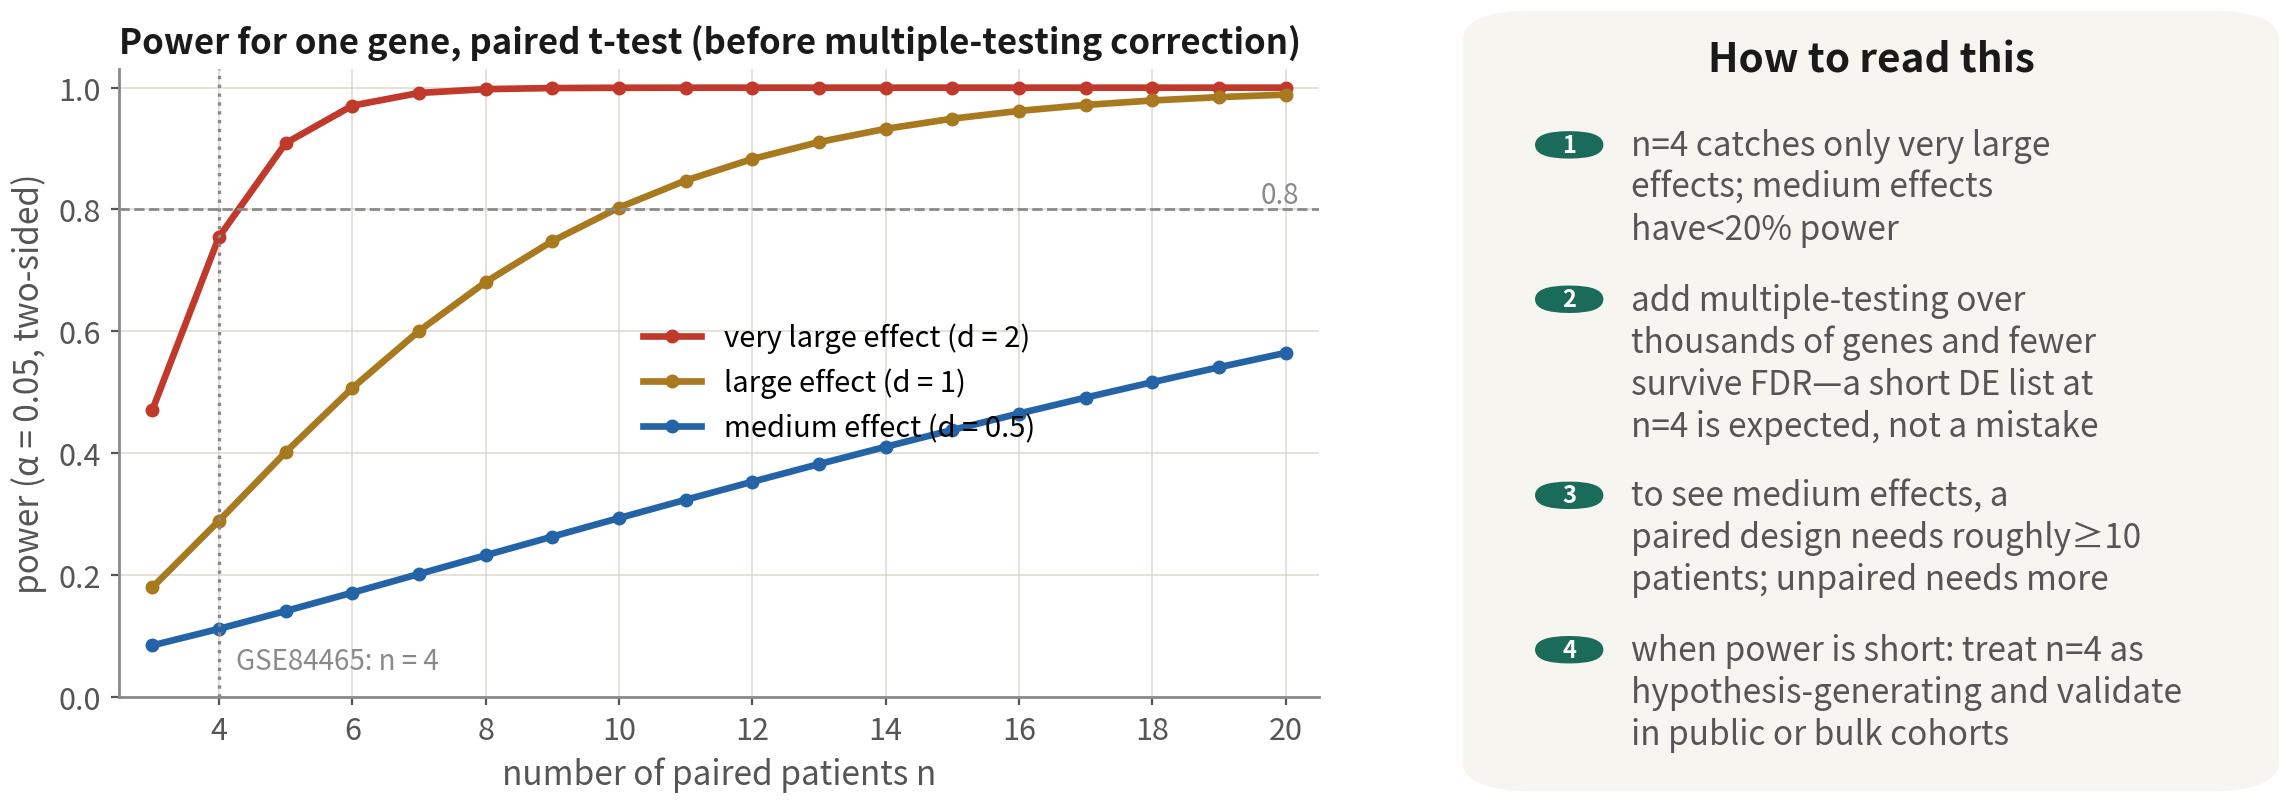 Power for one gene, paired t-test (before multiple-testing correction)
power (α = 0.05, two-sided)
1.0
0.8
0.6
0.4
0.2
0.0
0.8
very large effect (d = 2)
large effect (d = 1)
medium effect (d = 0.5)
GSE84465: n = 4
4 6 8 10 12 14 16 18 20
number of paired patients n
How to read this
1 n=4 catches only very large
effects; medium effects
have<20% power
2 add multiple-testing over
thousands of genes and fewer
survive FDR—a short DE list at
n=4 is expected, not a mistake
3 to see medium effects, a
paired design needs roughly≥10
patients; unpaired needs more
4 when power is short: treat n=4 as
hypothesis-generating and validate
in public or bulk cohorts